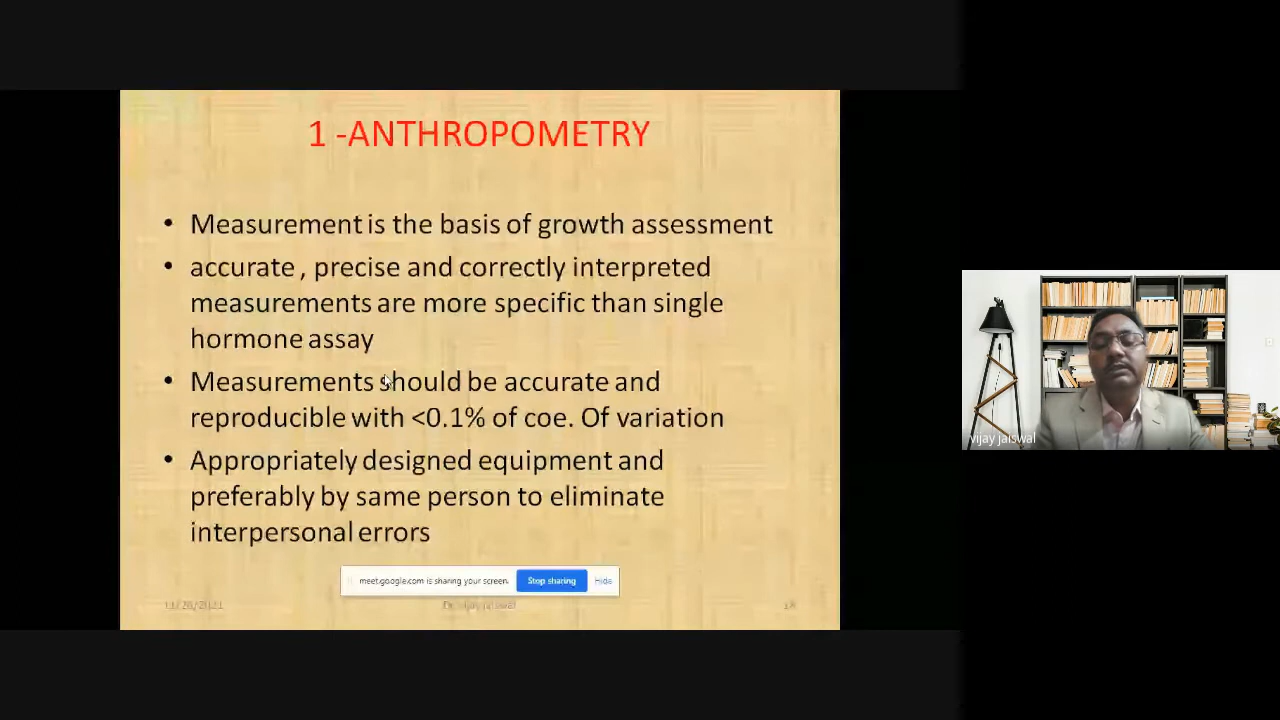 1 -ANTHROPOMETRY
• Measurement is the basis of growth assessment
• accurate , precise and correctly interpreted
measurements are more specific than single
hormone assay
• Measurements should be accurate and
reproducible with <0.1% of coe. Of variation
• Appropriately designed equipment and
preferably by same person to eliminate
interpersonal errors
meet.google.com is sharing your screen. Stop sharing Hide
Dr. vijay jaiswal
vijay jaiswal